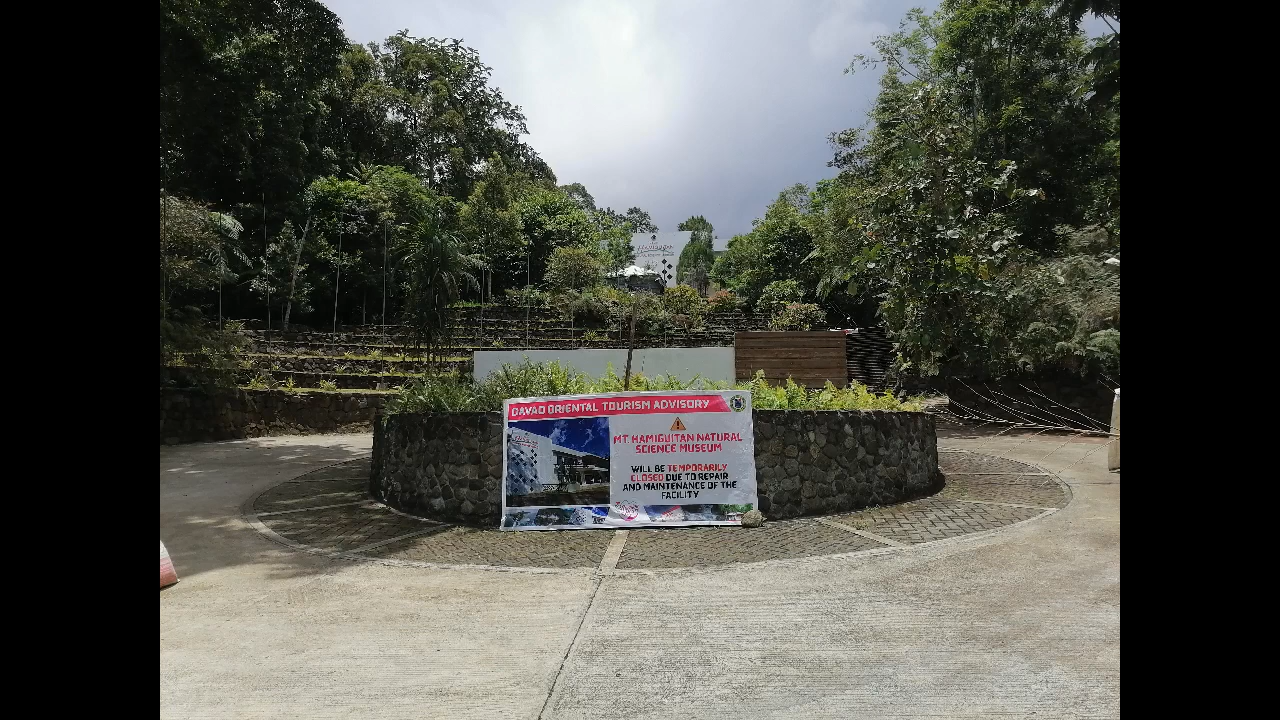 HAMIGUITAN
DAVAO ORIENTAL TOURISM ADVISORY
MT. HAMIGUITAN NATURAL
SCIENCE MUSEUM
WILL BE TEMPORARILY
CLOSED DUE TO REPAIR
AND MAINTENANCE OF THE
FACILITY